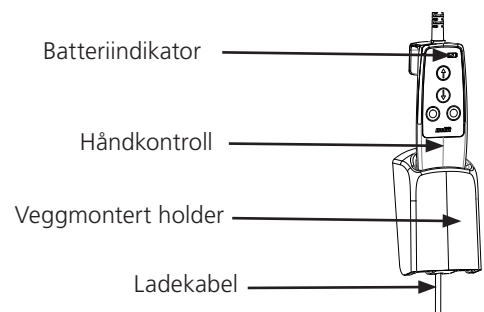 Batteriindikator
Håndkontroll
Veggmontert holder
Ladekabel